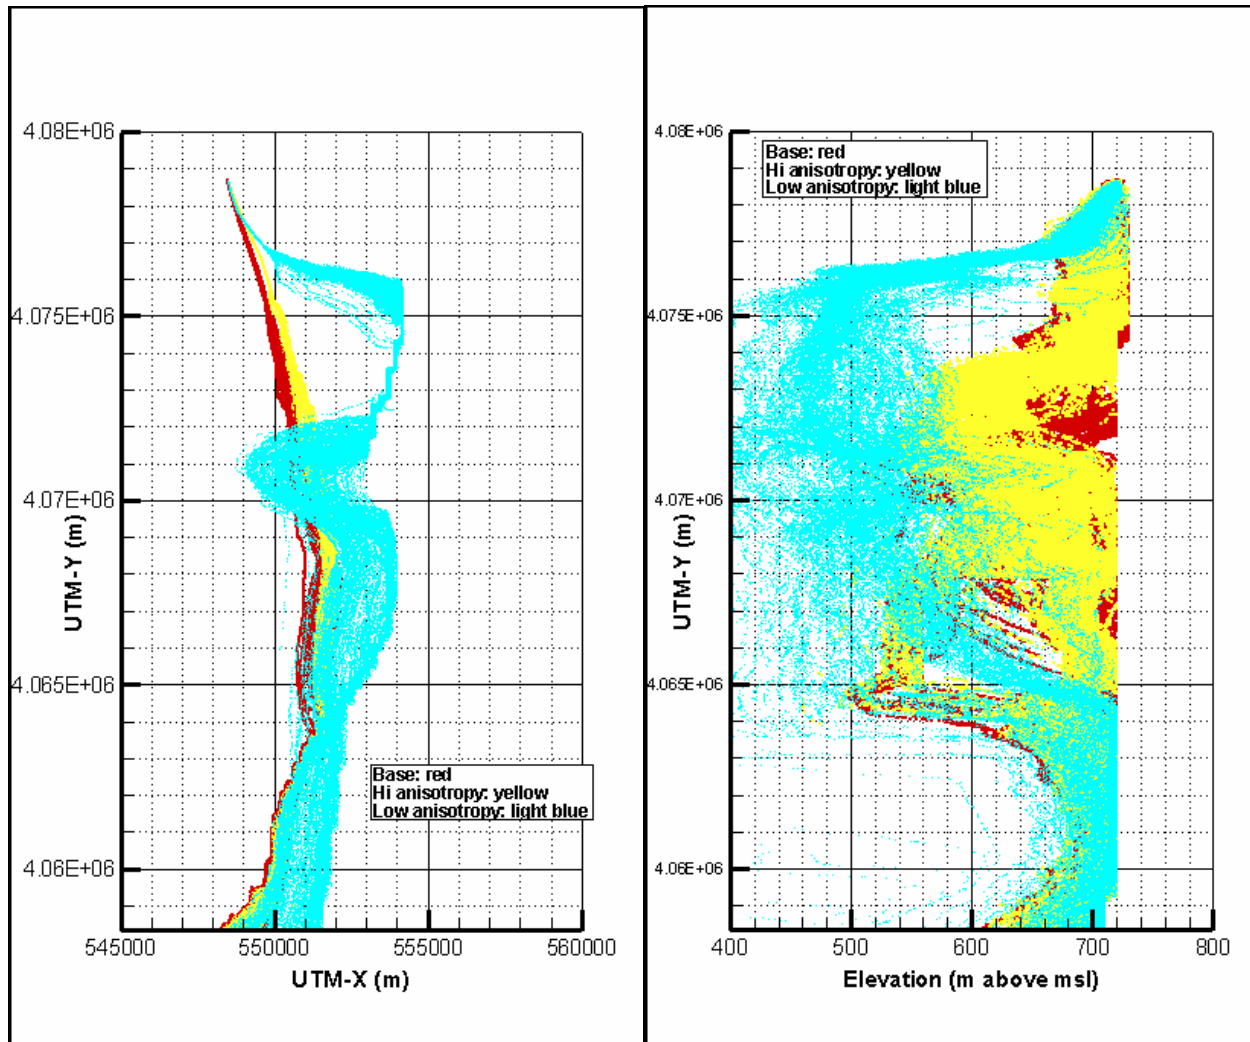 4.08E+06
4.075E+06
4.07E+06
4.065E+06
4.06E+06
UTM-Y (m)
545000 550000 555000 560000
UTM-X (m)
Base: red
Hi anisotropy: yellow
Low anisotropy: light blue
4.08E+06
4.075E+06
4.07E+06
4.065E+06
4.06E+06
UTM-Y (m)
400 500 600 700 800
Elevation (m above msl)
Base: red
Hi anisotropy: yellow
Low anisotropy: light blue